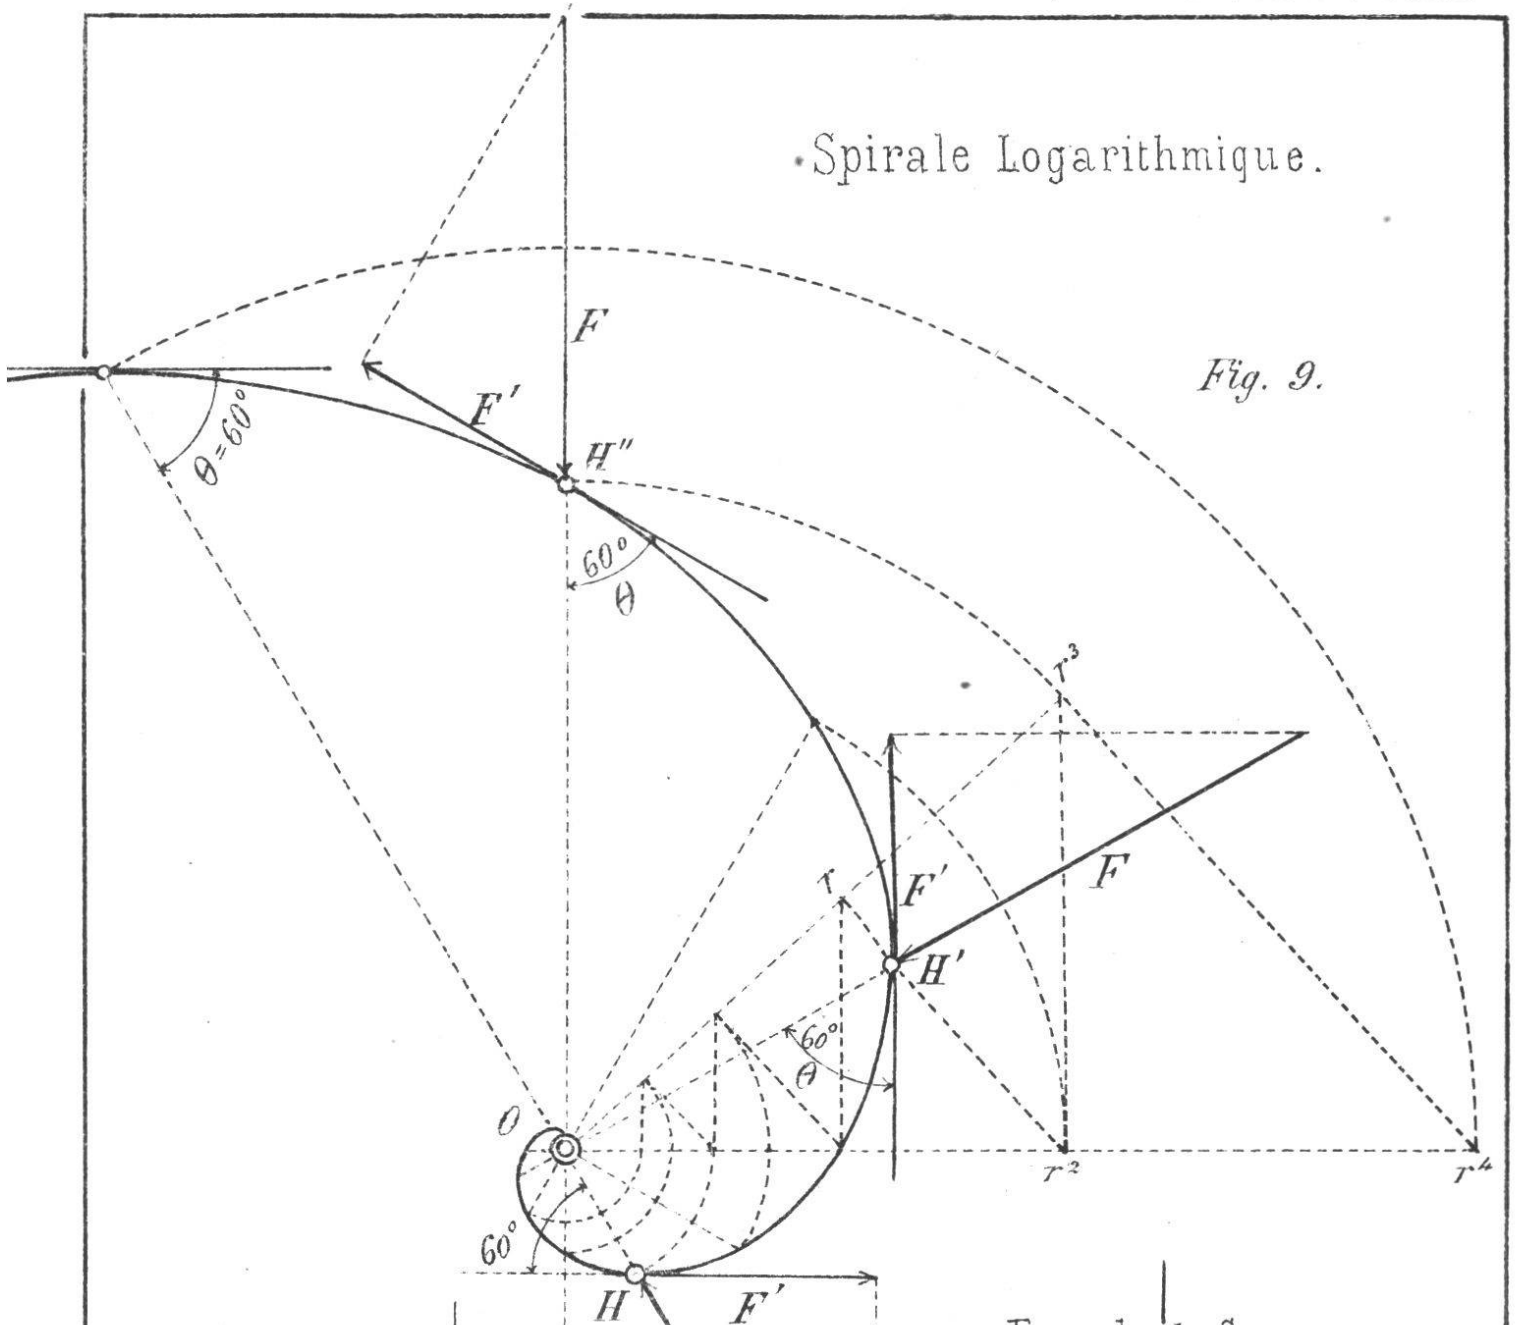 Spirale Logarithmique.
F
Fig. 9.
F'
θ=60°
H"
60°
θ
r³
F
r
F'
H'
60°
θ
O
r²
r⁴
60°
H
F'